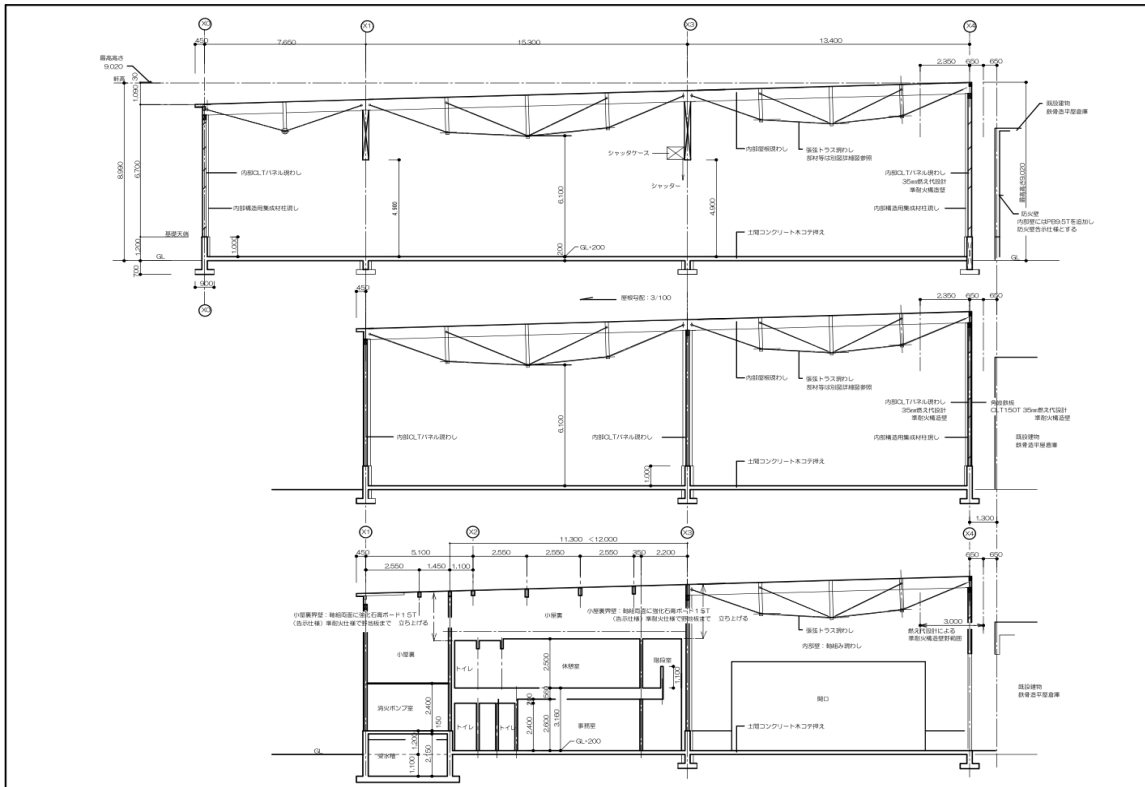 X0
X1
X3
X4
450
7,650
15,300
13,400
2,350
650
650
最高高さ
9.020
軒高
1,090
30
8,990
6,700
1,200
700
900
X0
基礎天端
GL
1,000
内部CLTパネル現わし
内部構造用集成材柱現し
4,900
6,100
200
GL-200
シャッタケース
シャッター
4,900
内部屋根現わし
張弦トラス現わし
部材等は別図詳細図参照
土間コンクリート木コテ押え
内部CLTパネル現わし
35mm燃え代設計
準耐火構造壁
内部構造用集成材柱現し
最高高さ9,020
GL
既設建物
鉄骨造平屋倉庫
防火壁
内部壁にはPB9.5Tを追加し
防火壁告示仕様とする
450
屋根勾配:3/100
2,350
650
650
内部CLTパネル現わし
6,100
内部CLTパネル現わし
1,000
内部屋根現わし
張弦トラス現わし
部材等は別図詳細図参照
土間コンクリート木コテ押え
内部CLTパネル現わし
35mm燃え代設計
準耐火構造壁
内部構造用集成材柱現し
角波鉄板
CLT150T 35mm燃え代設計
準耐火構造壁
既設建物
鉄骨造平屋倉庫
1,300
X1
X2
X3
X4
11,300 <12,000
450
5,100
2,550
2,550
2,550
350
2,200
2,550
1,450
1,100
650
650
小屋裏界壁:軸組両面に強化石膏ボード15T
(告示仕様)準耐火仕様で野地板まで 立ち上げる
小屋裏
小屋裏界壁:軸組両面に強化石膏ボード15T
(告示仕様)準耐火仕様で野地板まで 立ち上げる
張弦トラス現わし
内部壁:軸組み現わし
3,000
燃え代設計による
準耐火構造壁範囲
小屋裏
トイレ
休憩室
階段室
2,500
1,100
消火ポンプ室
2,400
150
トイレ
トイレ
2,400
2,600
3,160
事務室
GL-200
開口
土間コンクリート木コテ押え
既設建物
鉄骨造平屋倉庫
GL
受水槽
1,200
1,100
2,150